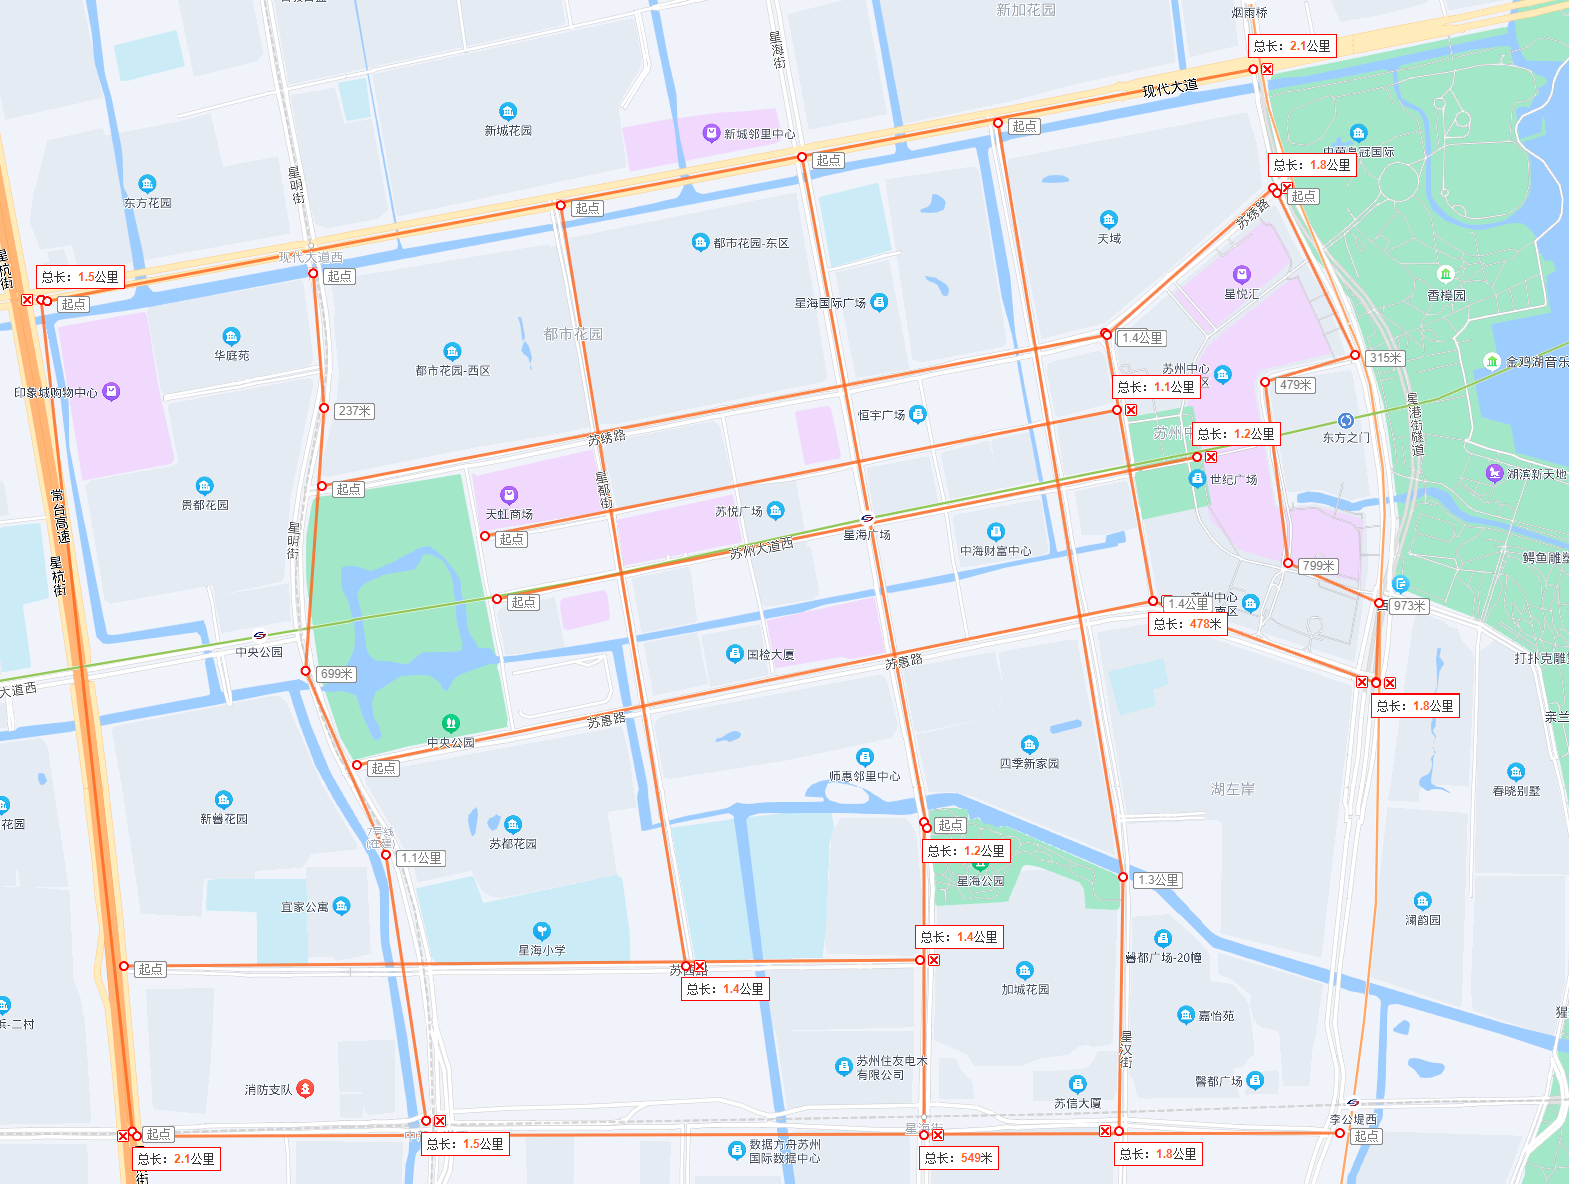 新加花园
烟雨桥
总长：2.1公里
星海街
现代大道
新城花园
新城邻里中心
起点
起点
总长：1.8公里
起点
星明街
东方花园
起点
苏绣路
天域
都市花园-东区
现代大道西
星杭街
总长：1.5公里
起点
起点
星悦汇
香樟园
星海国际广场
华庭苑
都市花园
1.4公里
都市花园-西区
315米
金鸡湖音乐
苏州中心
总长：1.1公里
区
479米
印象城购物中心
237米
恒宇广场
星港街隧道
苏绣路
总长：1.2公里
东方之门
起点
星都街
贵都花园
天虹商场
世纪广场
湖滨新天地
常台高速
苏悦广场
星海广场
起点
星明街
苏州大道西
中海财富中心
鳄鱼雕塑
799米
星杭街
起点
1.4公里
苏州中心
南区
973米
总长：478米
中央公园
国检大厦
苏惠路
打扑克雕塑
699米
大道西
总长：1.8公里
苏惠路
中央公园
起点
四季新家园
师惠邻里中心
湖左岸
春晓别墅
新馨花园
花园
苏都花园
起点
7号线
(在建)
1.1公里
总长：1.2公里
星海公园
1.3公里
宜家公寓
澜韵园
星海小学
总长：1.4公里
馨都广场-20幢
起点
总长：1.4公里
加城花园
嘉怡苑
浜-二村
星汉街
苏州住友电木
有限公司
消防支队
馨都广场
苏信大厦
李公堤西
起点
起点
总长：1.5公里
星海街
总长：2.1公里
数据方舟苏州
国际数据中心
总长：549米
总长：1.8公里
街